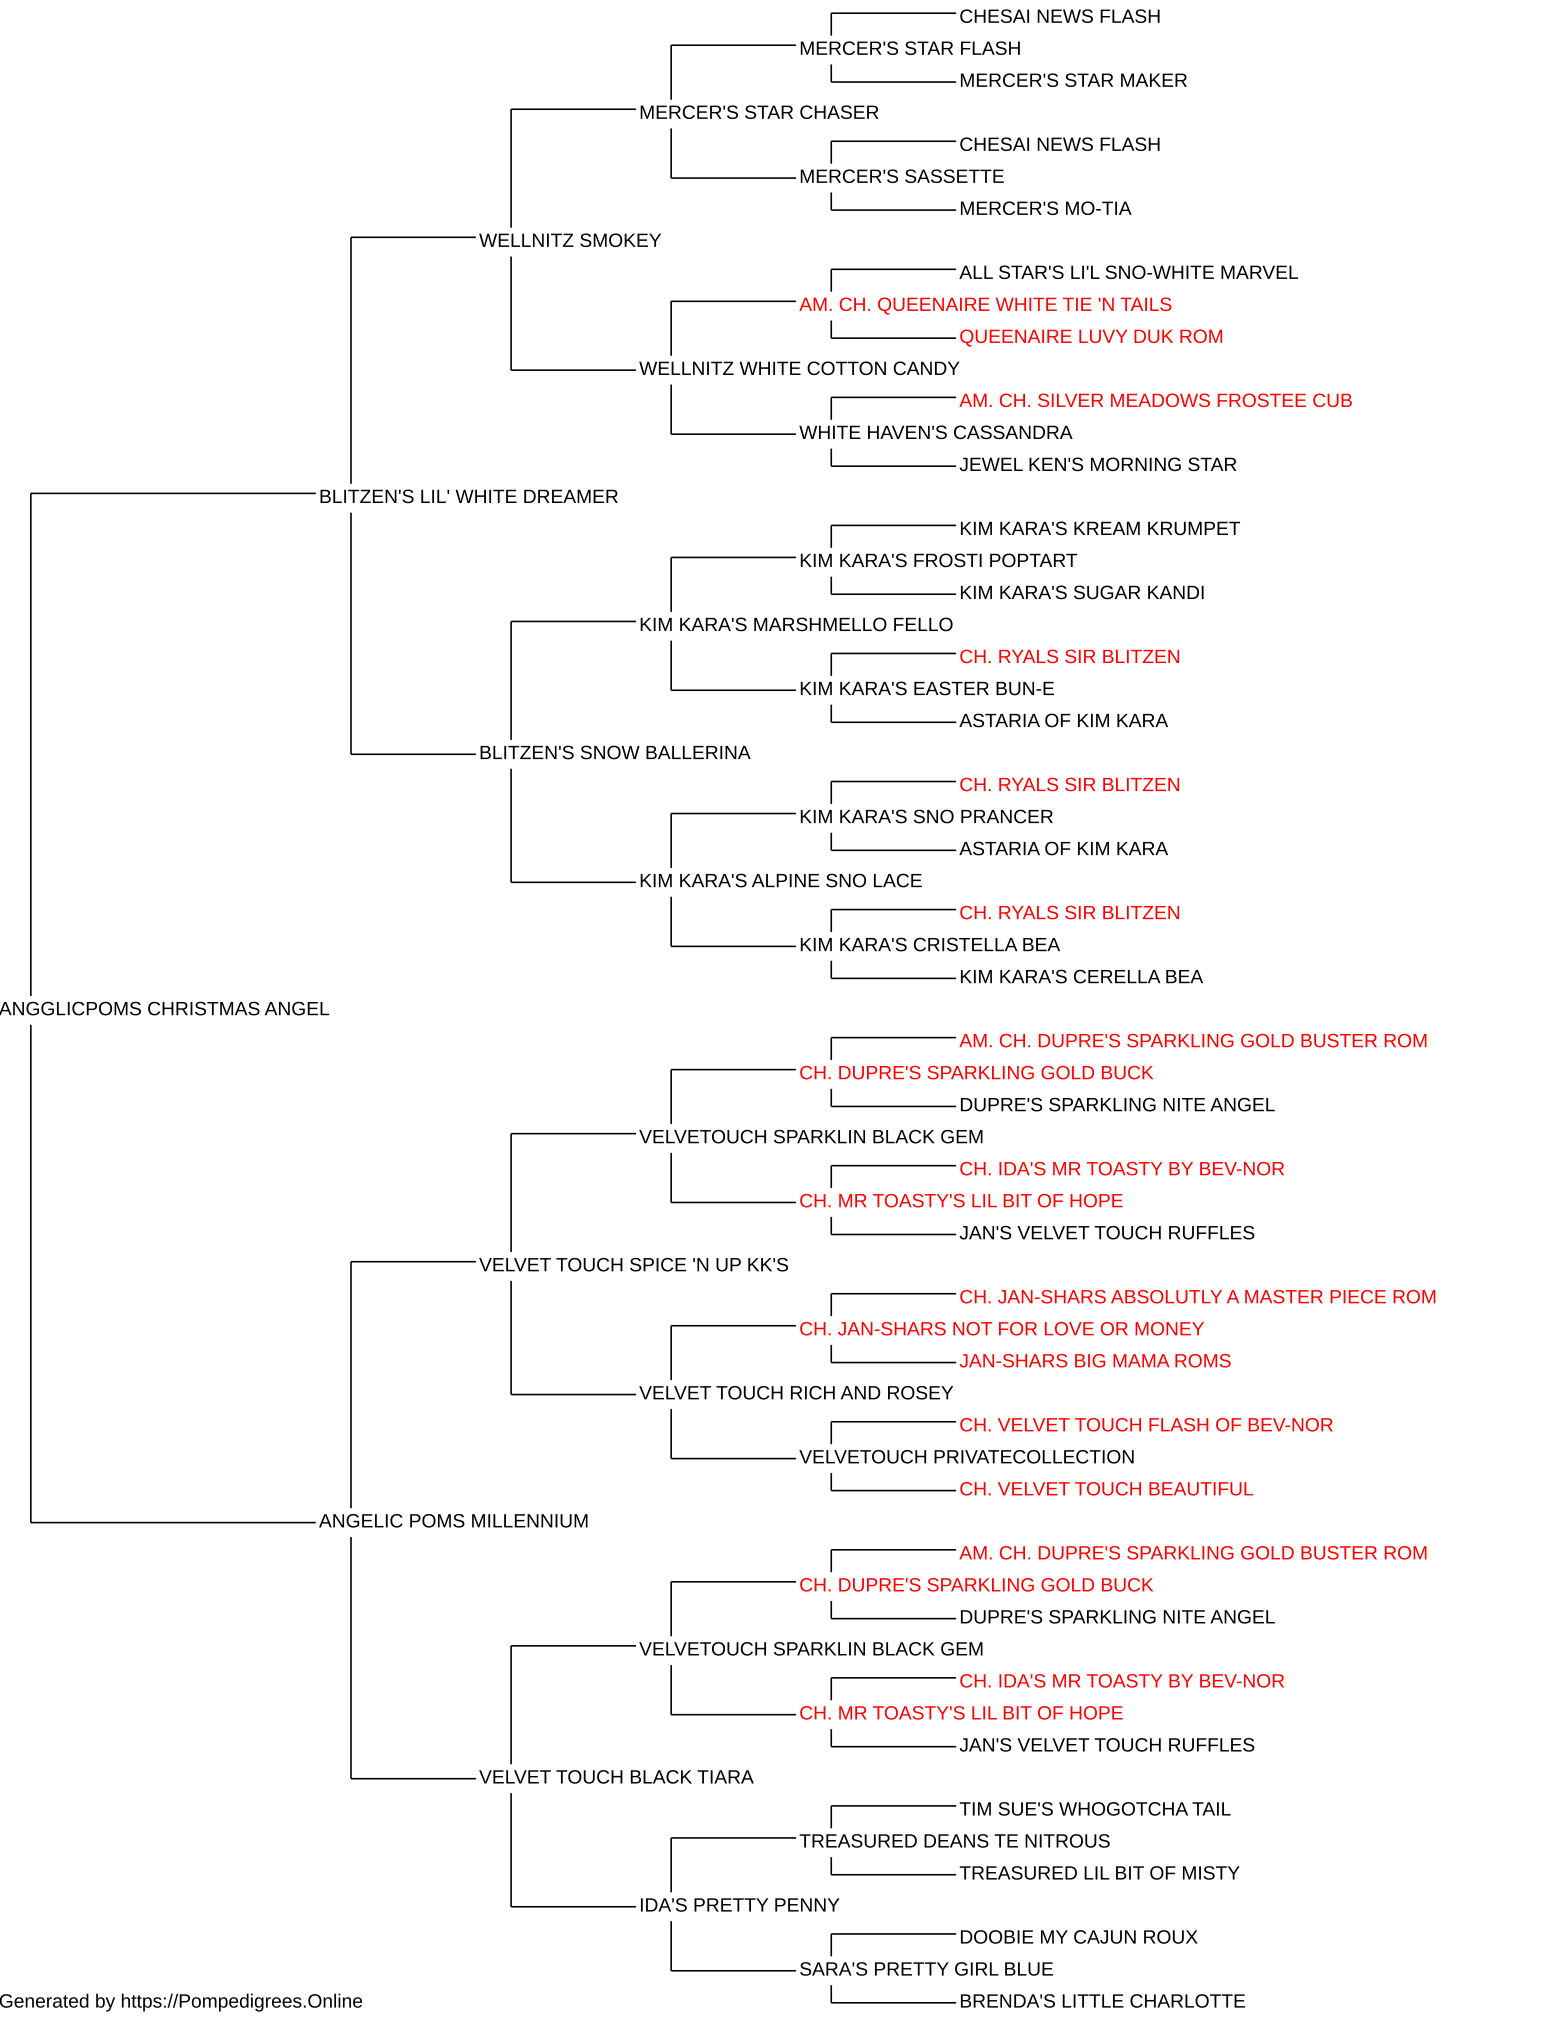 CHESAI NEWS FLASH
MERCER'S STAR FLASH
MERCER'S STAR MAKER
MERCER'S STAR CHASER
CHESAI NEWS FLASH
MERCER'S SASSETTE
MERCER'S MO-TIA
WELLNITZ SMOKEY
ALL STAR'S LI'L SNO-WHITE MARVEL
AM. CH. QUEENAIRE WHITE TIE 'N TAILS
QUEENAIRE LUVY DUK ROM
WELLNITZ WHITE COTTON CANDY
AM. CH. SILVER MEADOWS FROSTEE CUB
WHITE HAVEN'S CASSANDRA
JEWEL KEN'S MORNING STAR
BLITZEN'S LIL' WHITE DREAMER
KIM KARA'S KREAM KRUMPET
KIM KARA'S FROSTI POPTART
KIM KARA'S SUGAR KANDI
KIM KARA'S MARSHMELLO FELLO
CH. RYALS SIR BLITZEN
KIM KARA'S EASTER BUN-E
ASTARIA OF KIM KARA
BLITZEN'S SNOW BALLERINA
CH. RYALS SIR BLITZEN
KIM KARA'S SNO PRANCER
ASTARIA OF KIM KARA
KIM KARA'S ALPINE SNO LACE
CH. RYALS SIR BLITZEN
KIM KARA'S CRISTELLA BEA
KIM KARA'S CERELLA BEA
ANGGLICPOMS CHRISTMAS ANGEL
AM. CH. DUPRE'S SPARKLING GOLD BUSTER ROM
CH. DUPRE'S SPARKLING GOLD BUCK
DUPRE'S SPARKLING NITE ANGEL
VELVETOUCH SPARKLIN BLACK GEM
CH. IDA'S MR TOASTY BY BEV-NOR
CH. MR TOASTY'S LIL BIT OF HOPE
JAN'S VELVET TOUCH RUFFLES
VELVET TOUCH SPICE 'N UP KK'S
CH. JAN-SHARS ABSOLUTLY A MASTER PIECE ROM
CH. JAN-SHARS NOT FOR LOVE OR MONEY
JAN-SHARS BIG MAMA ROMS
VELVET TOUCH RICH AND ROSEY
CH. VELVET TOUCH FLASH OF BEV-NOR
VELVETOUCH PRIVATECOLLECTION
CH. VELVET TOUCH BEAUTIFUL
ANGELIC POMS MILLENNIUM
AM. CH. DUPRE'S SPARKLING GOLD BUSTER ROM
CH. DUPRE'S SPARKLING GOLD BUCK
DUPRE'S SPARKLING NITE ANGEL
VELVETOUCH SPARKLIN BLACK GEM
CH. IDA'S MR TOASTY BY BEV-NOR
CH. MR TOASTY'S LIL BIT OF HOPE
JAN'S VELVET TOUCH RUFFLES
VELVET TOUCH BLACK TIARA
TIM SUE'S WHOGOTCHA TAIL
TREASURED DEANS TE NITROUS
TREASURED LIL BIT OF MISTY
IDA'S PRETTY PENNY
DOOBIE MY CAJUN ROUX
SARA'S PRETTY GIRL BLUE
BRENDA'S LITTLE CHARLOTTE
Generated by https://Pompedigrees.Online